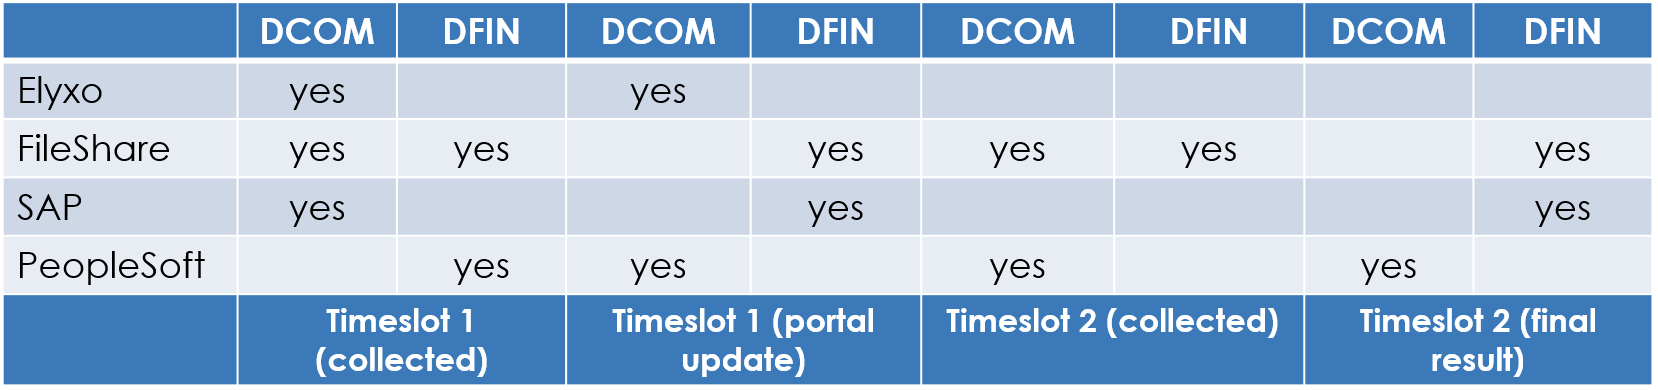 DCOM DFIN DCOM DFIN DCOM DFIN DCOM DFIN
Elyxo yes yes
FileShare yes yes yes yes yes yes
SAP yes yes yes
PeopleSoft yes yes yes yes
Timeslot 1 Timeslot 1 (portal Timeslot 2 (collected) Timeslot 2 (final
(collected) update) result)